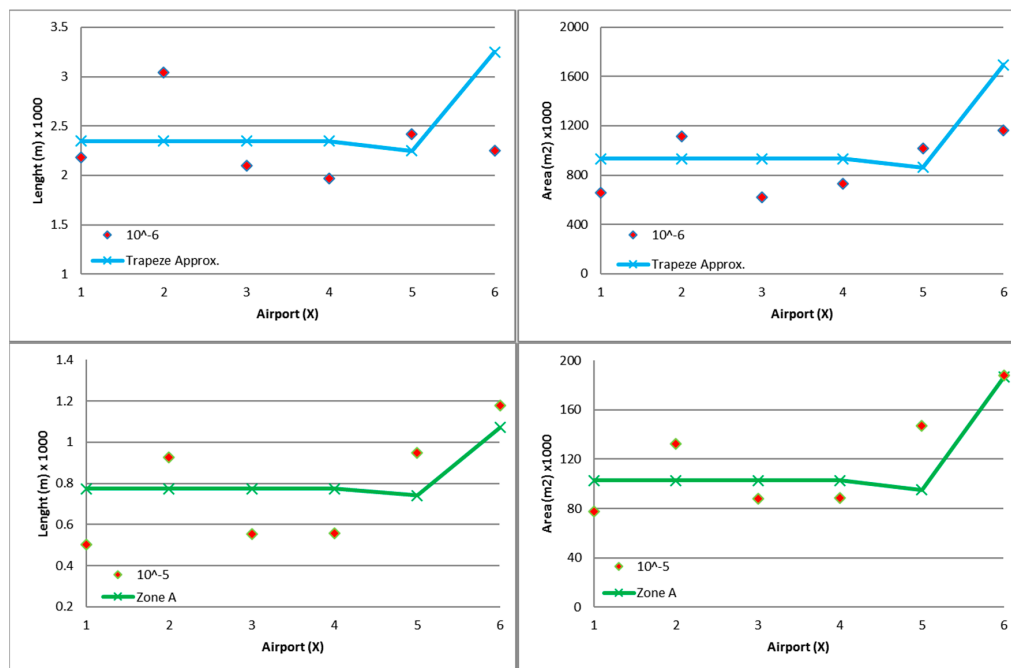 3.5
3
2.5
2
1.5
1
Lenght (m) x 1000
10^-6
Trapeze Approx.
1 2 3 4 5 6
Airport (X)
2000
1600
1200
800
400
0
Area (m2) x1000
10^-6
Trapeze Approx.
1 2 3 4 5 6
Airport (X)
1.4
1.2
1
0.8
0.6
0.4
0.2
Lenght (m) x 1000
10^-5
Zone A
1 2 3 4 5 6
Airport (X)
200
160
120
80
40
0
Area (m2) x1000
10^-5
Zone A
1 2 3 4 5 6
Airport (X)